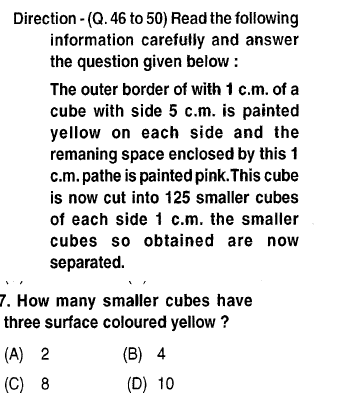 Direction - (Q. 46 to 50) Read the following
information carefully and answer
the question given below :
The outer border of with 1 c.m. of a
cube with side 5 c.m. is painted
yellow on each side and the
remaning space enclosed by this 1
c.m. pathe is painted pink.This cube
is now cut into 125 smaller cubes
of each side 1 c.m. the smaller
cubes so obtained are now
separated.
7. How many smaller cubes have
three surface coloured yellow ?
(A) 2 (B) 4
(C) 8 (D) 10